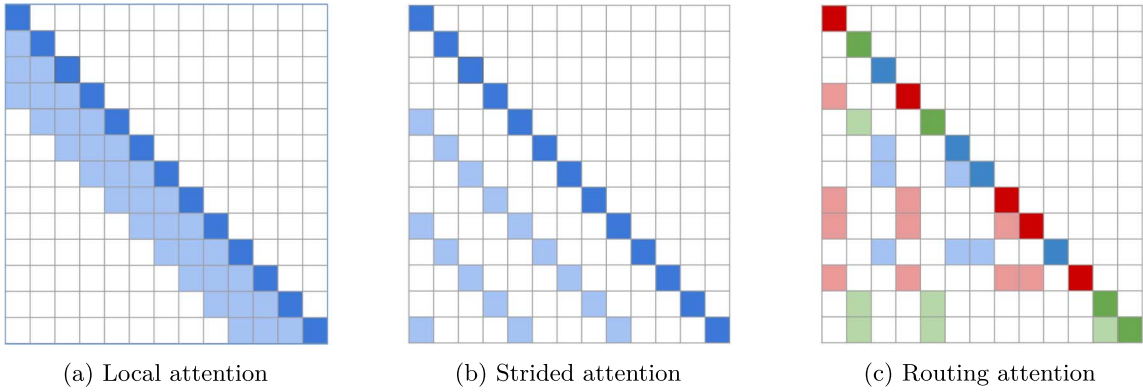 (a) Local attention
(b) Strided attention
(c) Routing attention